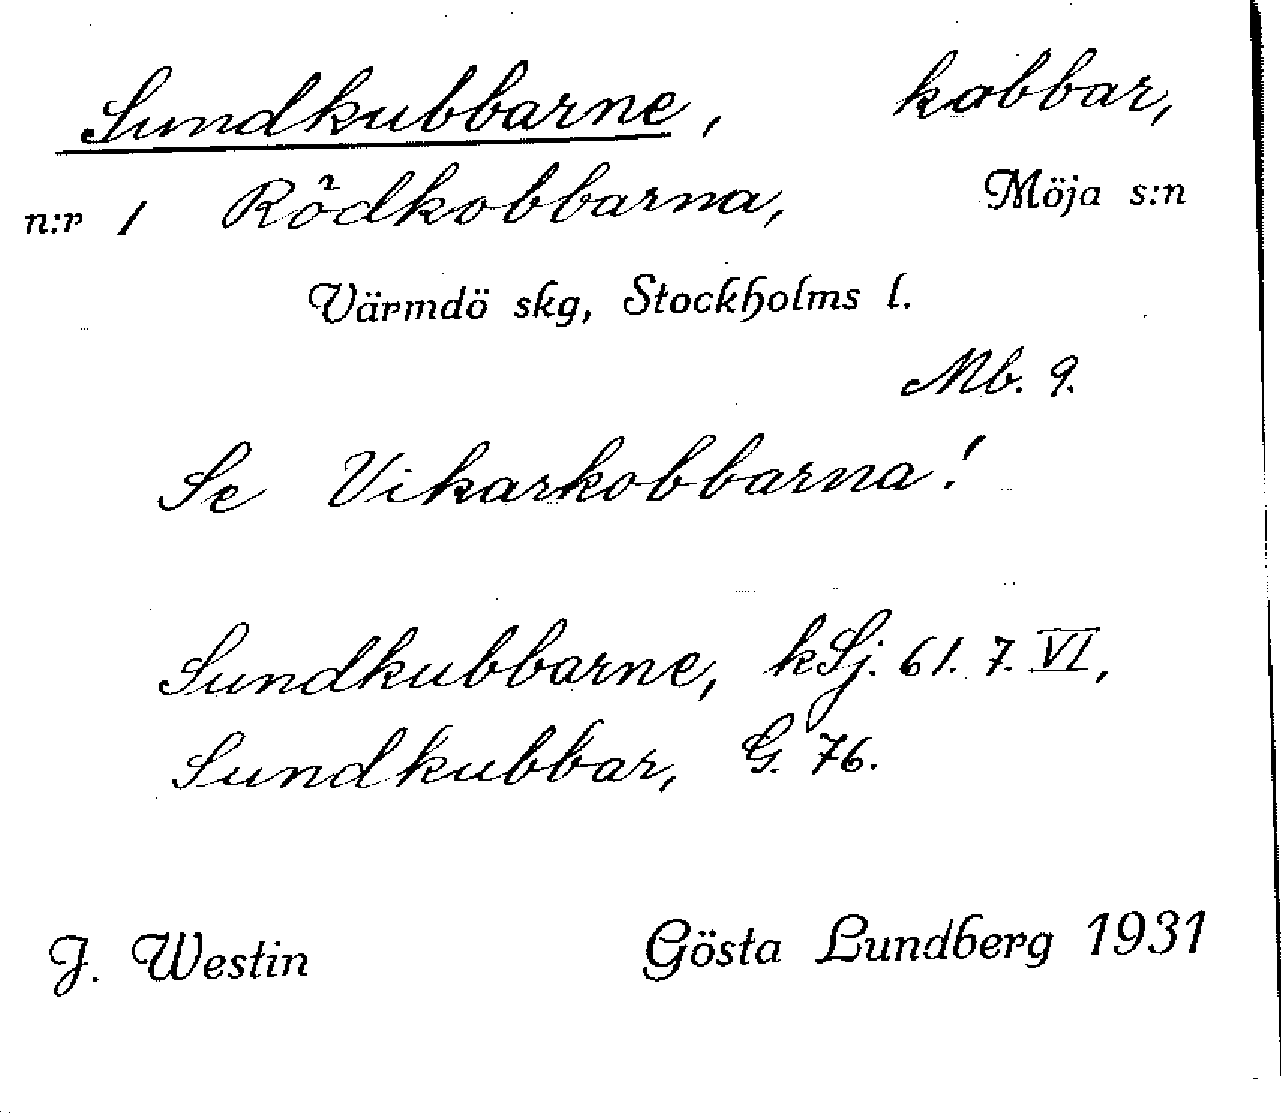 Sundkubbarne, kobbar,
n:r 1 Rödkobbarna, Möja s:n
Värmdö skg, Stockholms l.
Mb. 9.
Se Vikarkobbarna!
Sundkubbarne, kSj. 61. 7. VI,
Sundkubbar, G. 76.
J. Westin Gösta Lundberg 1931